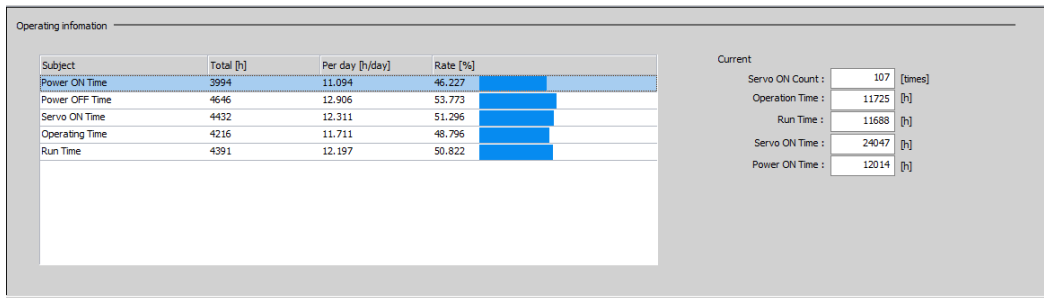 Operating infomation
Subject Total [h] Per day [h/day] Rate [%]
Power ON Time 3994 11.094 46.227
Power OFF Time 4646 12.906 53.773
Servo ON Time 4432 12.311 51.296
Operating Time 4216 11.711 48.796
Run Time 4391 12.197 50.822
Current
Servo ON Count : 107 [times]
Operation Time : 11725 [h]
Run Time : 11688 [h]
Servo ON Time : 24047 [h]
Power ON Time : 12014 [h]